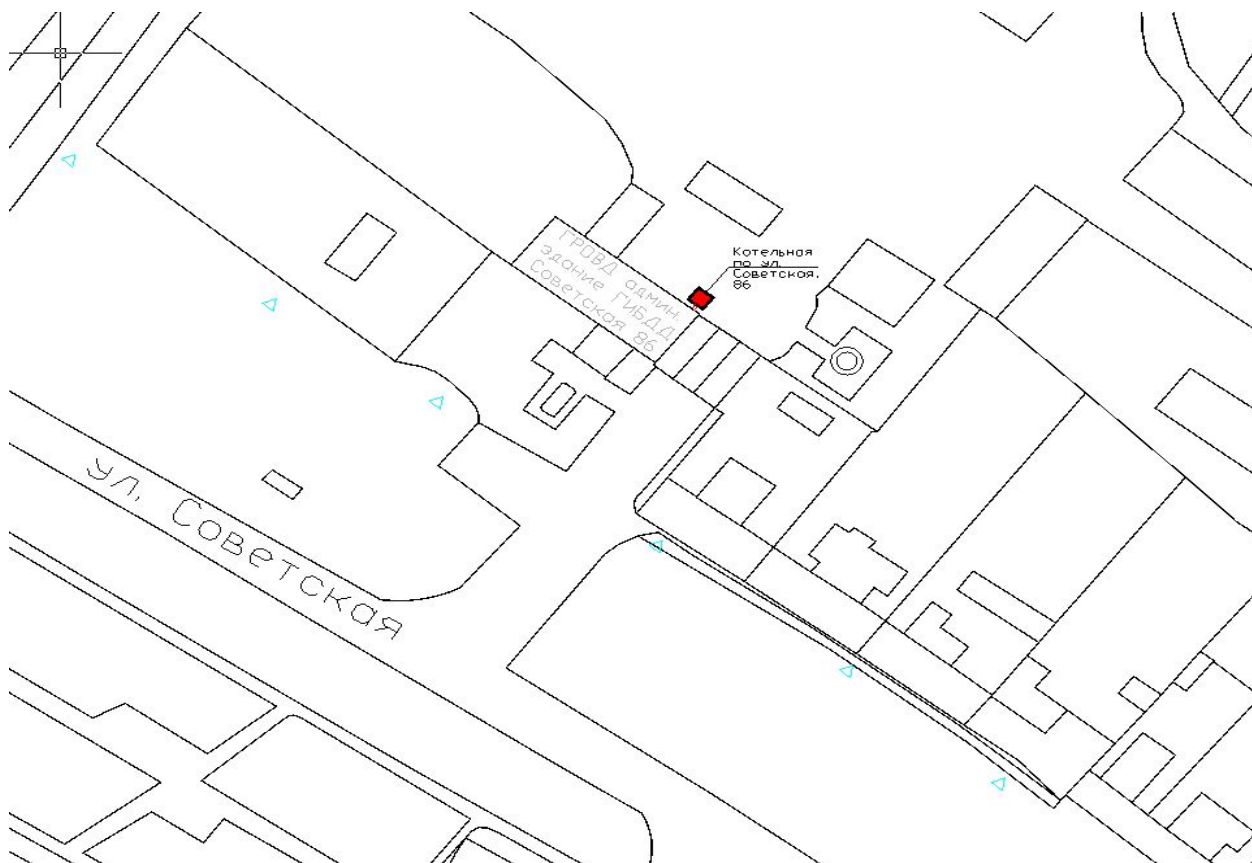 Котельная
по ул.
Советская,
86
ГРОВД админ.
здание ГИБДД
Советская 86
ул. Советская